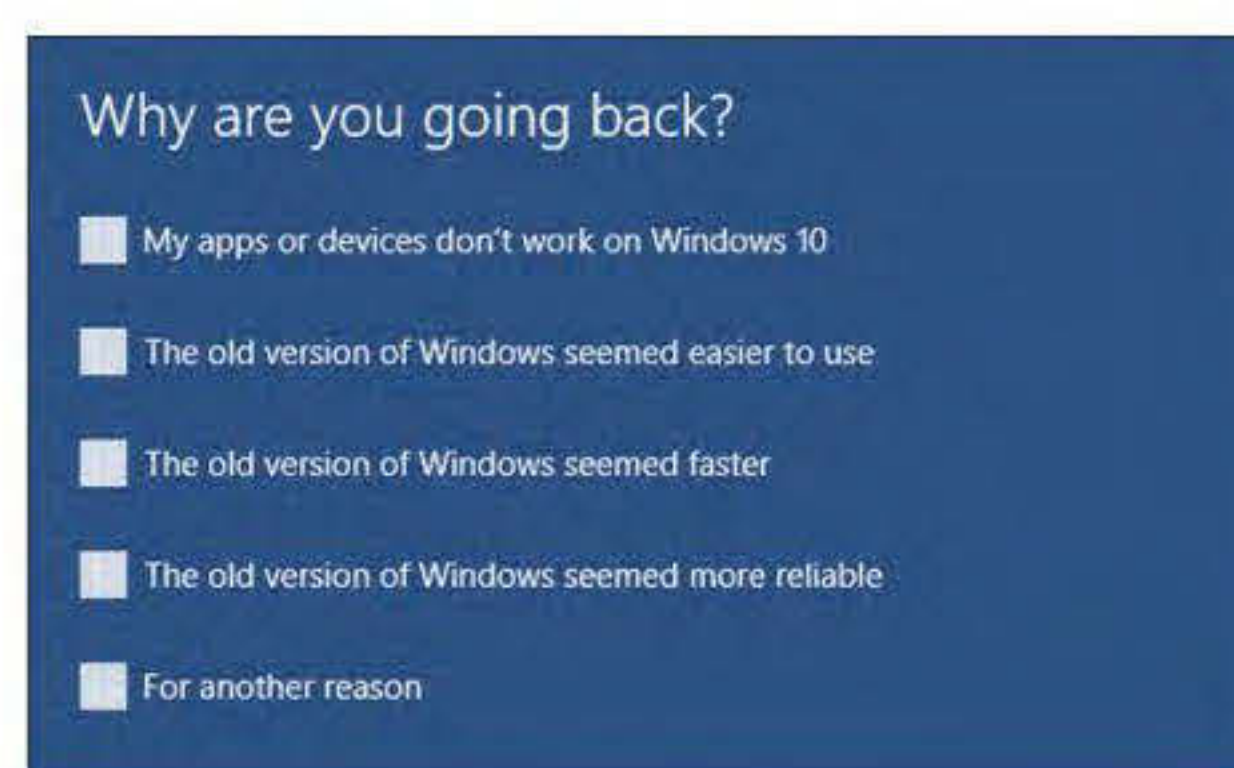 Why are you going back?
My apps or devices don't work on Windows 10
The old version of Windows seemed easier to use
The old version of Windows seemed faster
The old version of Windows seemed more reliable
For another reason